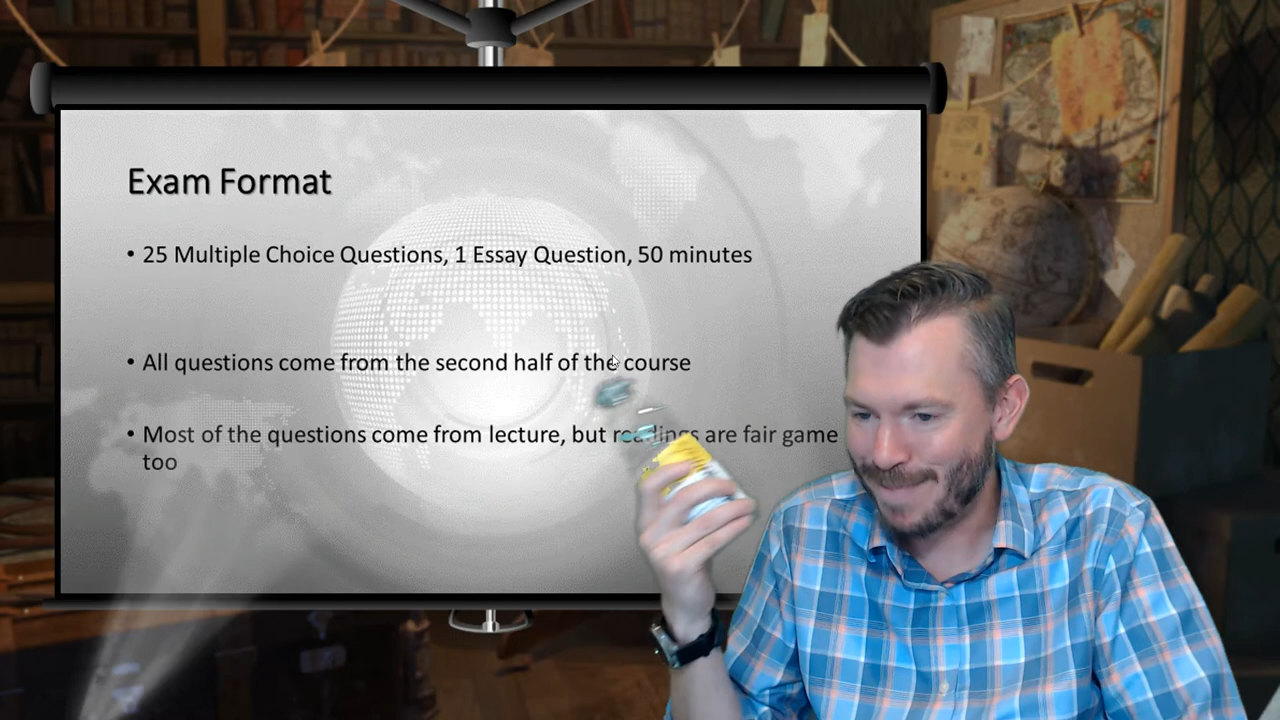 Exam Format
• 25 Multiple Choice Questions, 1 Essay Question, 50 minutes
• All questions come from the second half of the course
• Most of the questions come from lecture, but readings are fair game
too